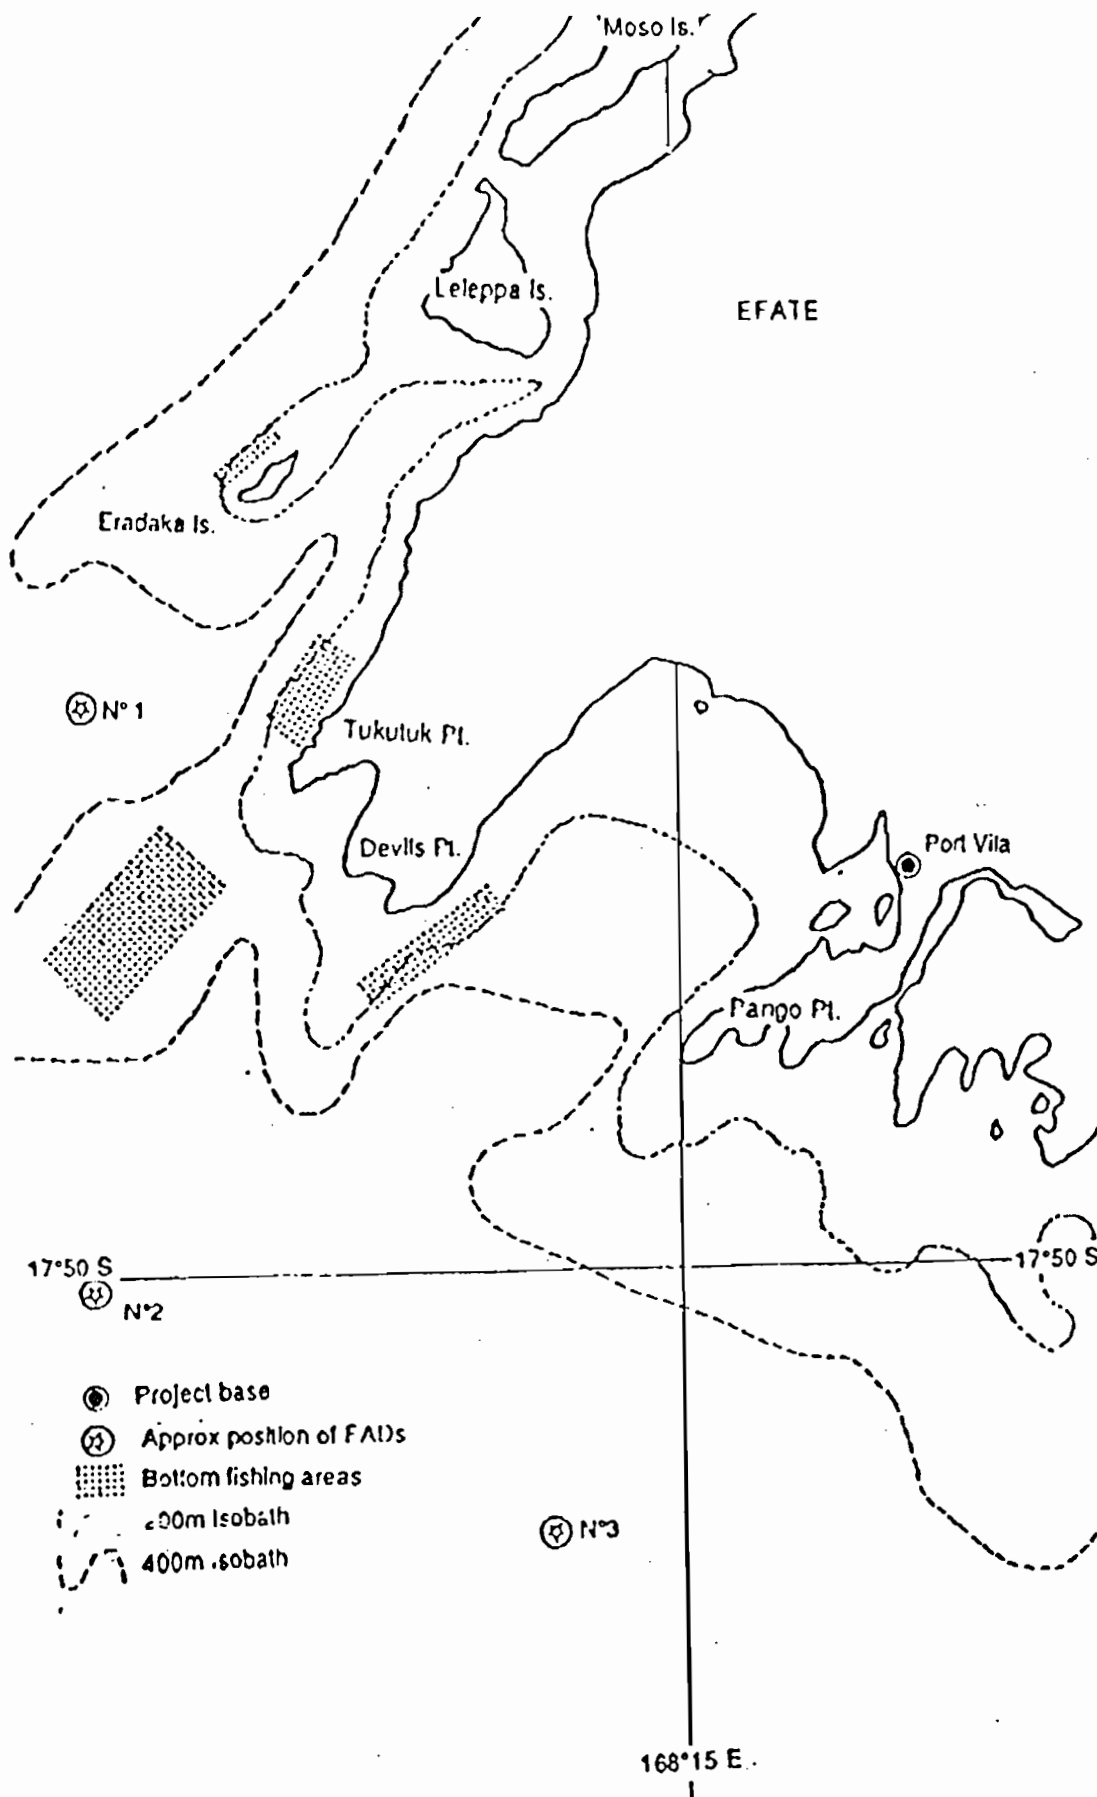 Moso Is.
Leleppa Is.
EFATE
Eradaka Is.
N° 1
Tukutuk Pt.
Devils Pt.
Port Vila
Pango Pt.
17°50 S
17°50 S
N°2
Project base
Approx position of FADs
Bottom fishing areas
00m Isobath
N°3
400m isobath
168°15 E